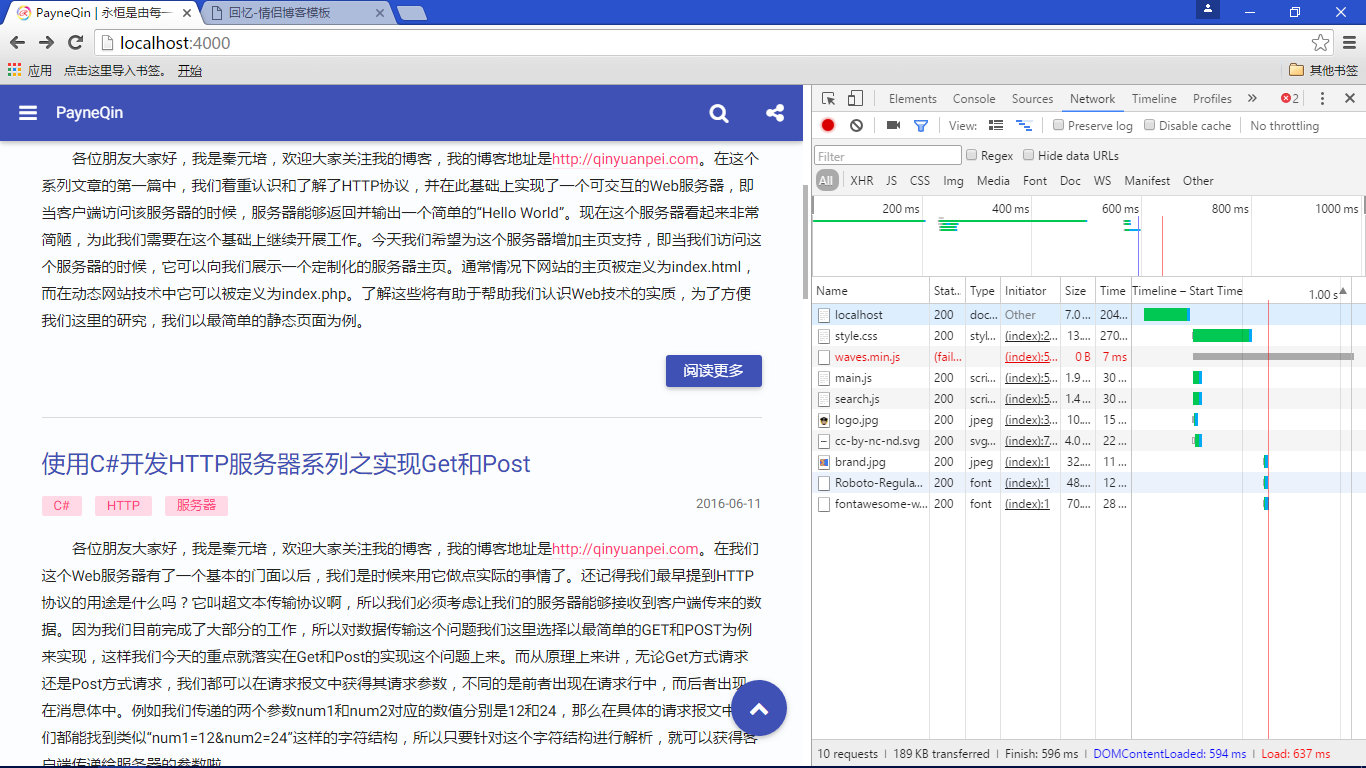 PayneQin | 永恒是由每一
回忆-情侣博客模板
localhost:4000
应用 点击这里导入书签。 开始 其他书签
PayneQin
各位朋友大家好，我是秦元培，欢迎大家关注我的博客，我的博客地址是http://qinyuanpei.com。在这个
系列文章的第一篇中，我们着重认识和了解了HTTP协议，并在此基础上实现了一个可交互的Web服务器，即
当客户端访问该服务器的时候，服务器能够返回并输出一个简单的“Hello World”。现在这个服务器看起来非常
简陋，为此我们需要在这个基础上继续开展工作。今天我们希望为这个服务器增加主页支持，即当我们访问这
个服务器的时候，它可以向我们展示一个定制化的服务器主页。通常情况下网站的主页被定义为index.html，
而在动态网站技术中它可以被定义为index.php。了解这些将有助于帮助我们认识Web技术的实质，为了方便
我们这里的研究，我们以最简单的静态页面为例。
阅读更多
使用C#开发HTTP服务器系列之实现Get和Post
C# HTTP 服务器 2016-06-11
各位朋友大家好，我是秦元培，欢迎大家关注我的博客，我的博客地址是http://qinyuanpei.com。在我们
这个Web服务器有了一个基本的门面以后，我们是时候来用它做点实际的事情了。还记得我们最早提到HTTP
协议的用途是什么吗？它叫超文本传输协议啊，所以我们必须考虑让我们的服务器能够接收到客户端传来的数
据。因为我们目前完成了大部分的工作，所以对数据传输这个问题我们这里选择以最简单的GET和POST为例
来实现，这样我们今天的重点就落实在Get和Post的实现这个问题上来。而从原理上来讲，无论Get方式请求
还是Post方式请求，我们都可以在请求报文中获得其请求参数，不同的是前者出现在请求行中，而后者出现
在消息体中。例如我们传递的两个参数num1和num2对应的数值分别是12和24，那么在具体的请求报文中
们都能找到类似“num1=12&num2=24”这样的字符结构，所以只要针对这个字符结构进行解析，就可以获得客
户端传递给服务器的参数啦
Elements Console Sources Network Timeline Profiles » 2
View: Preserve log Disable cache No throttling
Filter Regex Hide data URLs
All XHR JS CSS Img Media Font Doc WS Manifest Other
200 ms 400 ms 600 ms 800 ms 1000 ms
Name Stat... Type Initiator Size Time Timeline – Start Time 1.00 s
localhost 200 doc... Other 7.0 ... 204...
style.css 200 styl... (index):2... 13.... 270...
waves.min.js (fail... (index):5... 0 B 7 ms
main.js 200 scri... (index):5... 1.9 ... 30 ...
search.js 200 scri... (index):5... 1.4 ... 30 ...
logo.jpg 200 jpeg (index):3... 10.... 15 ...
cc-by-nc-nd.svg 200 svg... (index):7... 4.0 ... 22 ...
brand.jpg 200 jpeg (index):1 32.... 11 ...
Roboto-Regula... 200 font (index):1 48.... 12 ...
fontawesome-w... 200 font (index):1 70.... 28 ...
10 requests | 189 KB transferred | Finish: 596 ms | DOMContentLoaded: 594 ms | Load: 637 ms